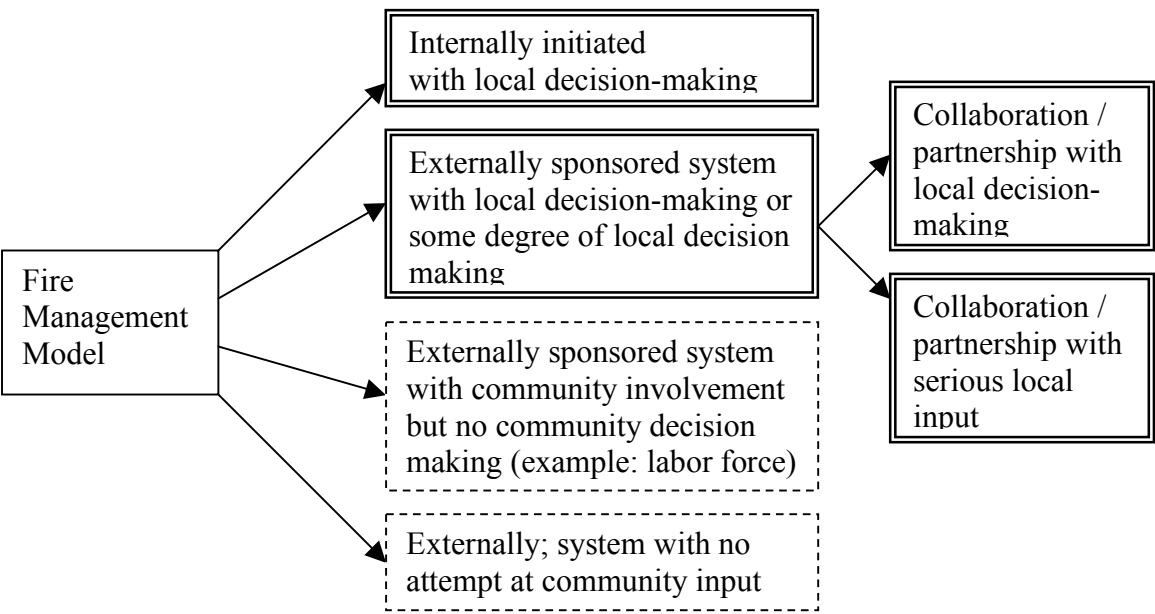 Fire
Management
Model
Internally initiated
with local decision-making
Externally sponsored system
with local decision-making or
some degree of local decision
making
Externally sponsored system
with community involvement
but no community decision
making (example: labor force)
Externally; system with no
attempt at community input
Collaboration /
partnership with
local decision-
making
Collaboration /
partnership with
serious local
input